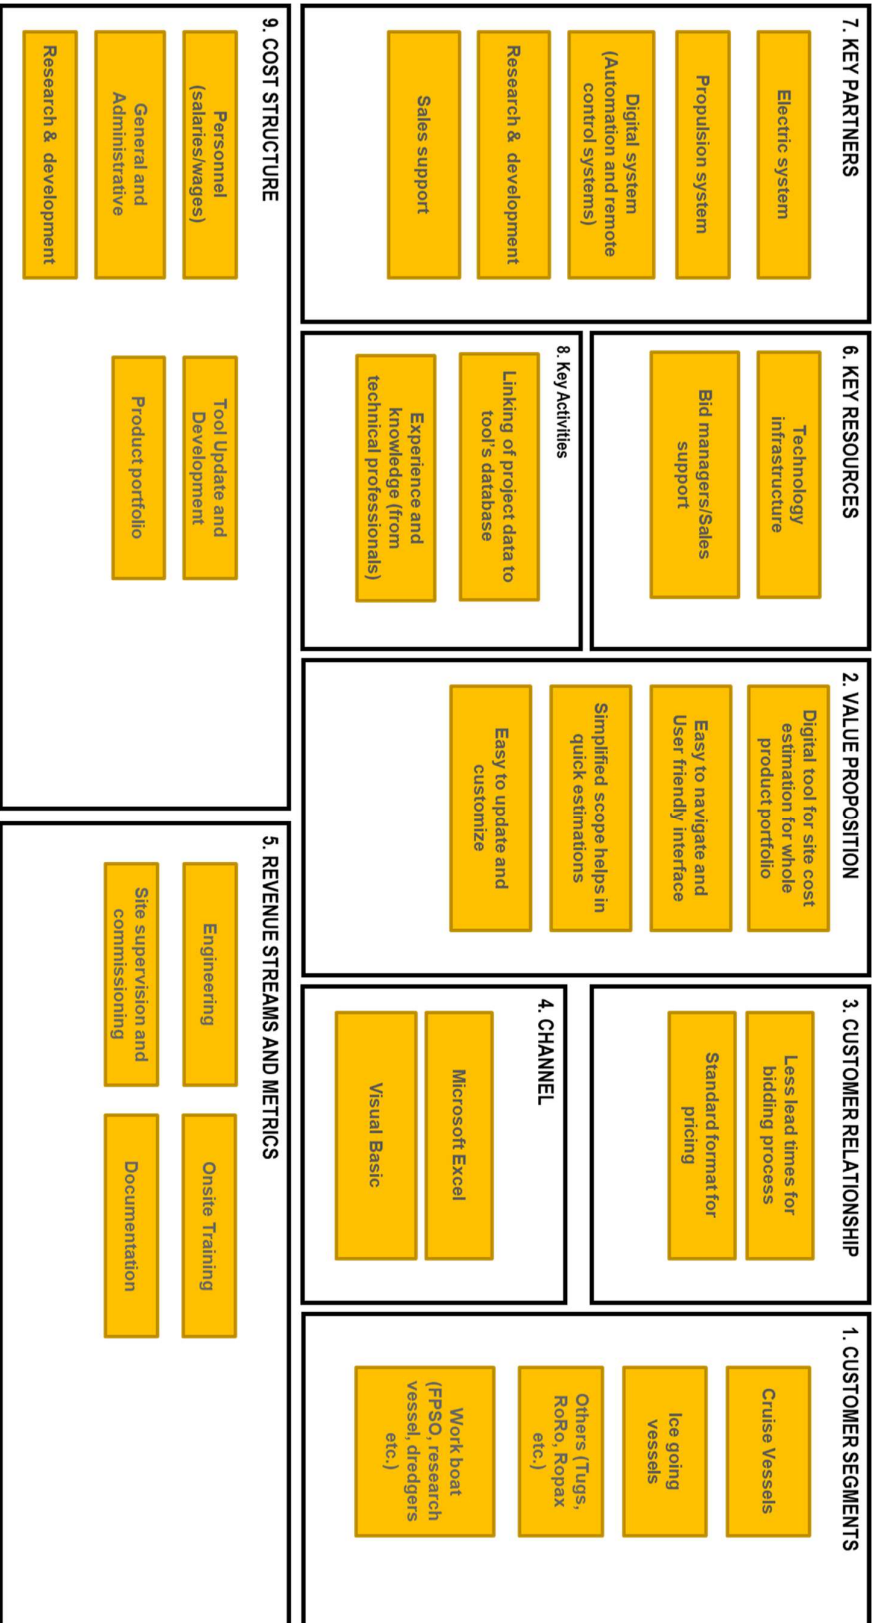 7. KEY PARTNERS
Electric system
Propulsion system
Digital system
(Automation and remote
control systems)
Research & development
Sales support
6. KEY RESOURCES
Technology
infrastructure
Bid managers/Sales
support
8. Key Activities
Linking of project data to
tool's database
Experience and
knowledge (from
technical professionals)
2. VALUE PROPOSITION
Digital tool for site cost
estimation for whole
product portfolio
Easy to navigate and
User friendly interface
Simplified scope helps in
quick estimations
Easy to update and
customize
3. CUSTOMER RELATIONSHIP
Less lead times for
bidding process
Standard format for
pricing
4. CHANNEL
Microsoft Excel
Visual Basic
1. CUSTOMER SEGMENTS
Cruise Vessels
Ice going
vessels
Others (Tugs,
RoRo, Ropax
etc.)
Work boat
(FPSO, research
vessel, dredgers
etc.)
9. COST STRUCTURE
Personnel
(salaries/wages)
General and
Administrative
Research & development
Tool Update and
Development
Product portfolio
5. REVENUE STREAMS AND METRICS
Engineering
Site supervision and
commissioning
Onsite Training
Documentation